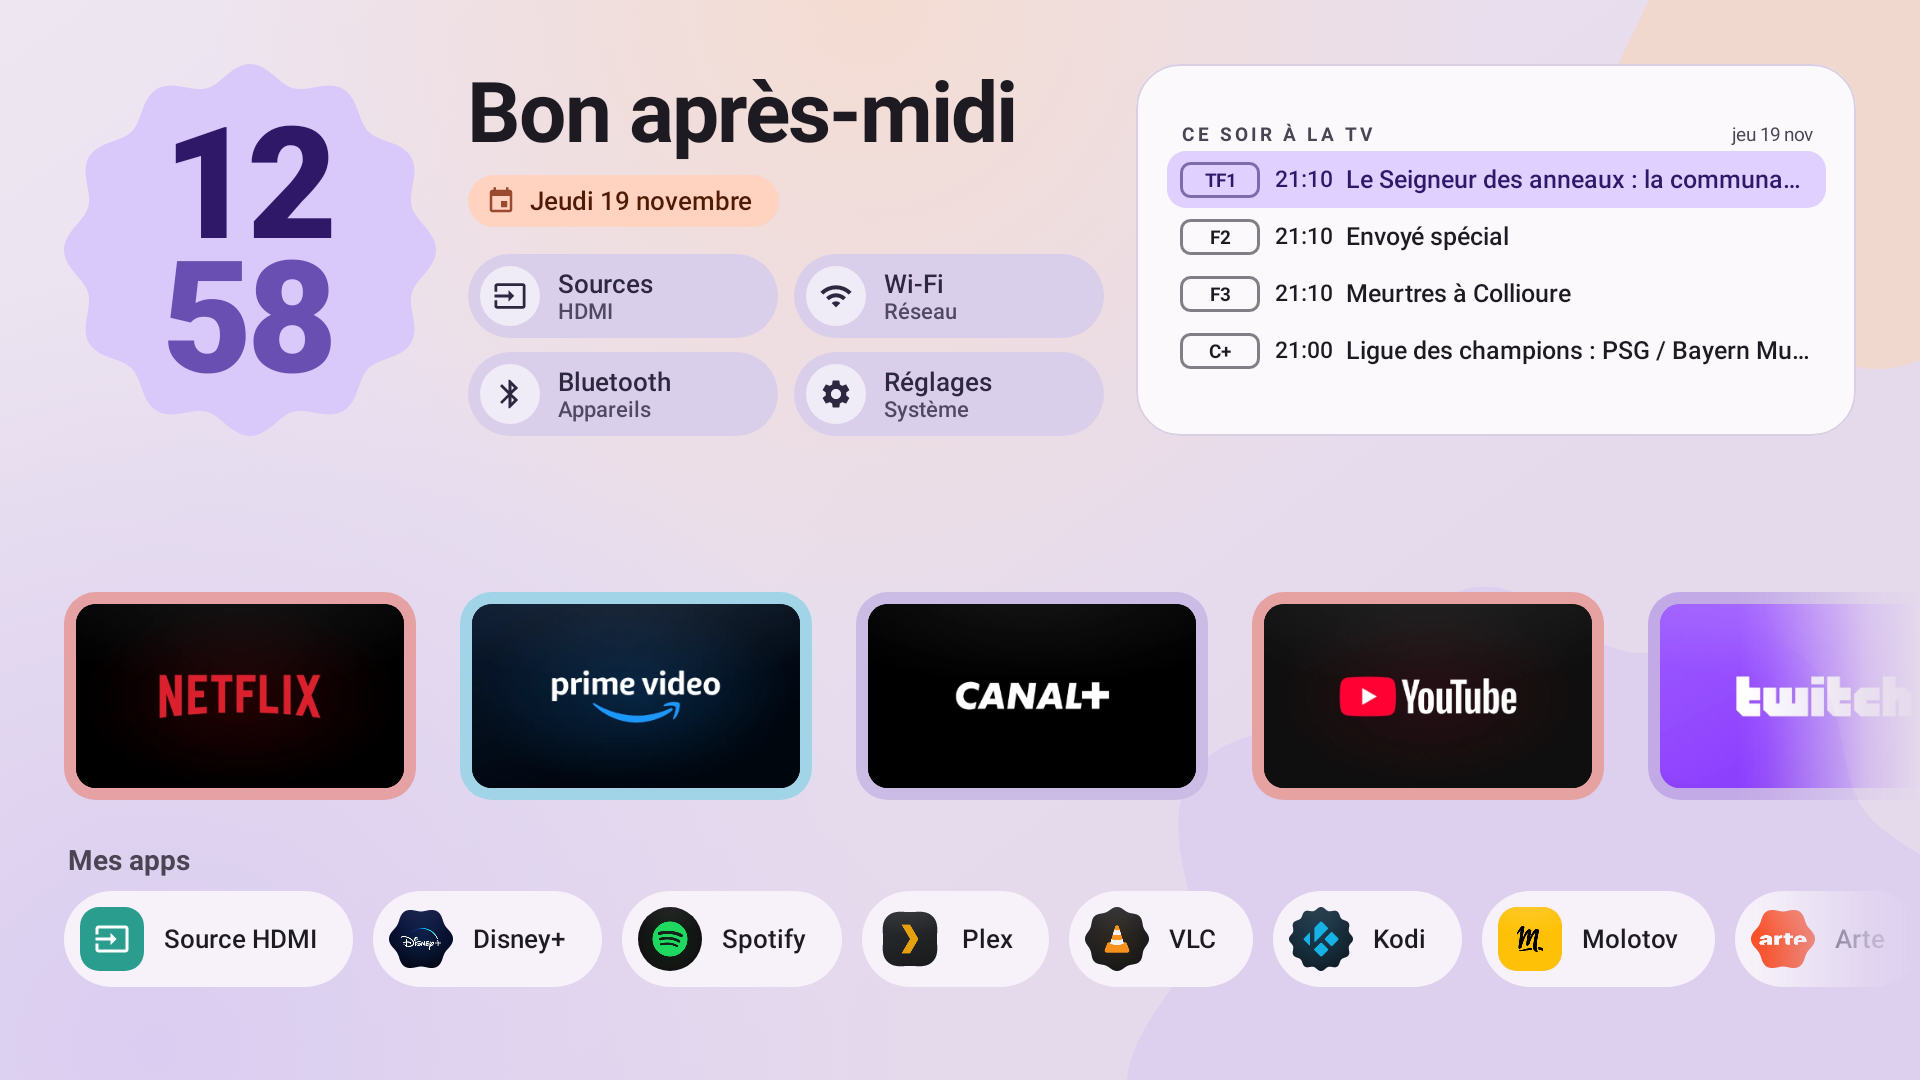 12
58
Bon après-midi
Jeudi 19 novembre
Sources
HDMI
Wi-Fi
Réseau
Bluetooth
Appareils
Réglages
Système
CE SOIR À LA TV
jeu 19 nov
TF1 21:10 Le Seigneur des anneaux : la communa...
F2 21:10 Envoyé spécial
F3 21:10 Meurtres à Collioure
C+ 21:00 Ligue des champions : PSG / Bayern Mu...
NETFLIX
prime video
CANAL+
YouTube
twitch
Mes apps
Source HDMI
Disney+
Disney+
Spotify
Plex
VLC
Kodi
M.
Molotov
arte
Arte